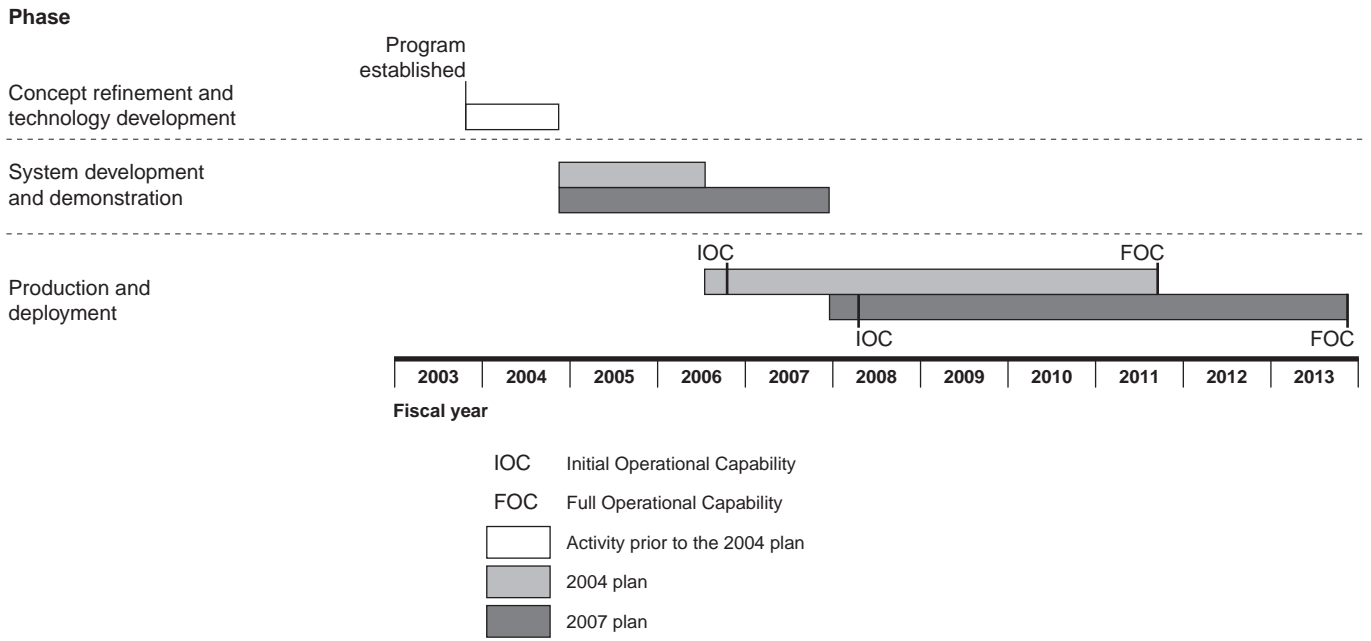 Phase
Program
established
Concept refinement and
technology development
System development
and demonstration
IOC
FOC
Production and
deployment
IOC
FOC
2003 2004 2005 2006 2007 2008 2009 2010 2011 2012 2013
Fiscal year
IOC Initial Operational Capability
FOC Full Operational Capability
Activity prior to the 2004 plan
2004 plan
2007 plan